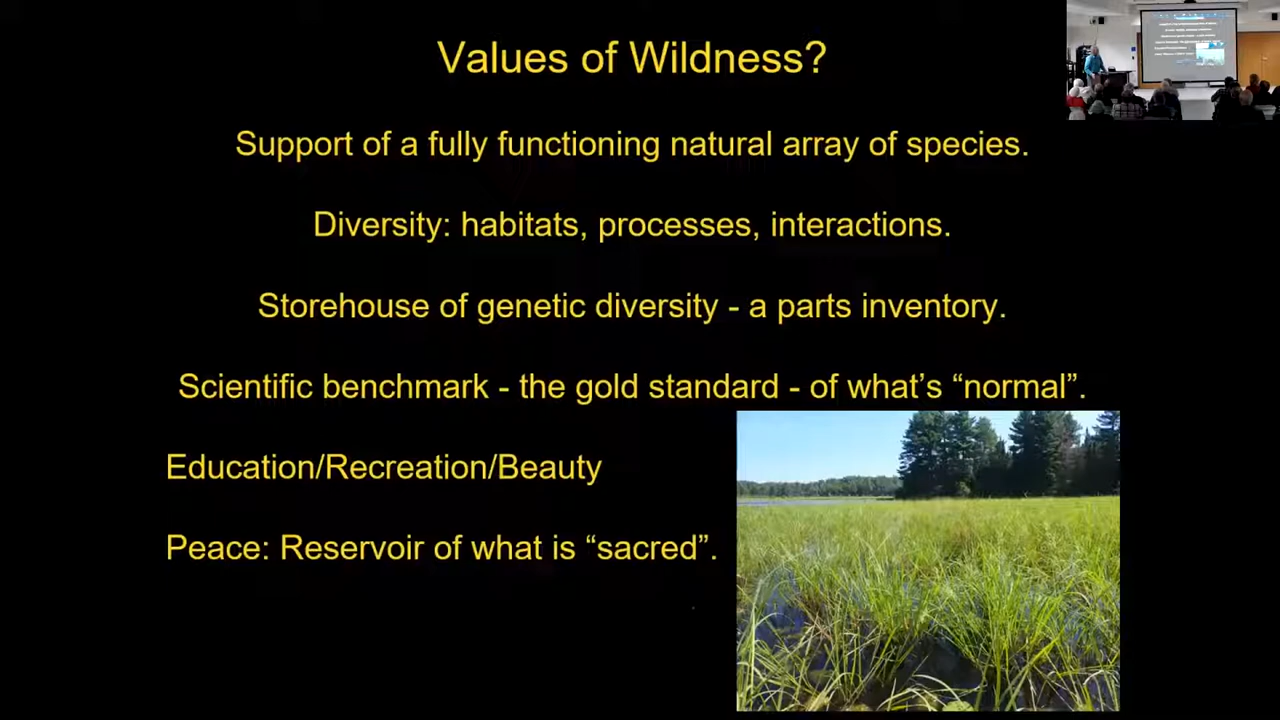 Values of Wildness?
Support of a fully functioning natural array of species.
Diversity: habitats, processes, interactions.
Storehouse of genetic diversity - a parts inventory.
Scientific benchmark - the gold standard - of what’s “normal”.
Education/Recreation/Beauty
Peace: Reservoir of what is “sacred”.